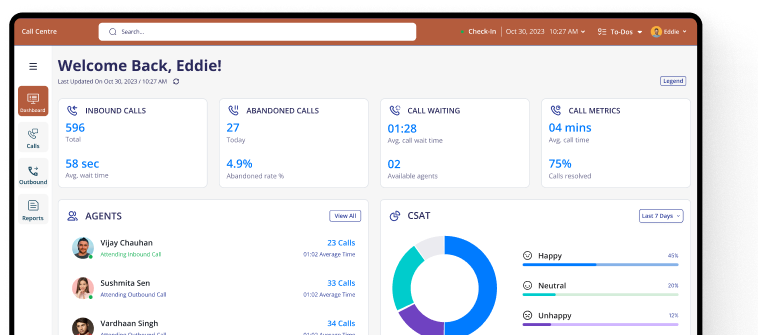 Call Centre
Search...
Check-In
Oct 30, 2023 10:27 AM
To-Dos
Eddie
Welcome Back, Eddie!
Last Updated On Oct 30, 2023 / 10:27 AM
Legend
Dashboard
Calls
Outbound
Reports
INBOUND CALLS
596
Total
58 sec
Avg, wait time
ABANDONED CALLS
27
Today
4.9%
Abandoned rate %
CALL WAITING
01:28
Avg. call wait time
02
Available agents
CALL METRICS
04 mins
Avg, call time
75%
Calls resolved
AGENTS
View All
Vijay Chauhan
23 Calls
Attending Inbound Call
01:02 Average Time
Sushmita Sen
33 Calls
Attending Outbound Call
01:02 Average Time
Vardhaan Singh
34 Calls
CSAT
Last 7 Days
Happy
45%
Neutral
20%
Unhappy
12%